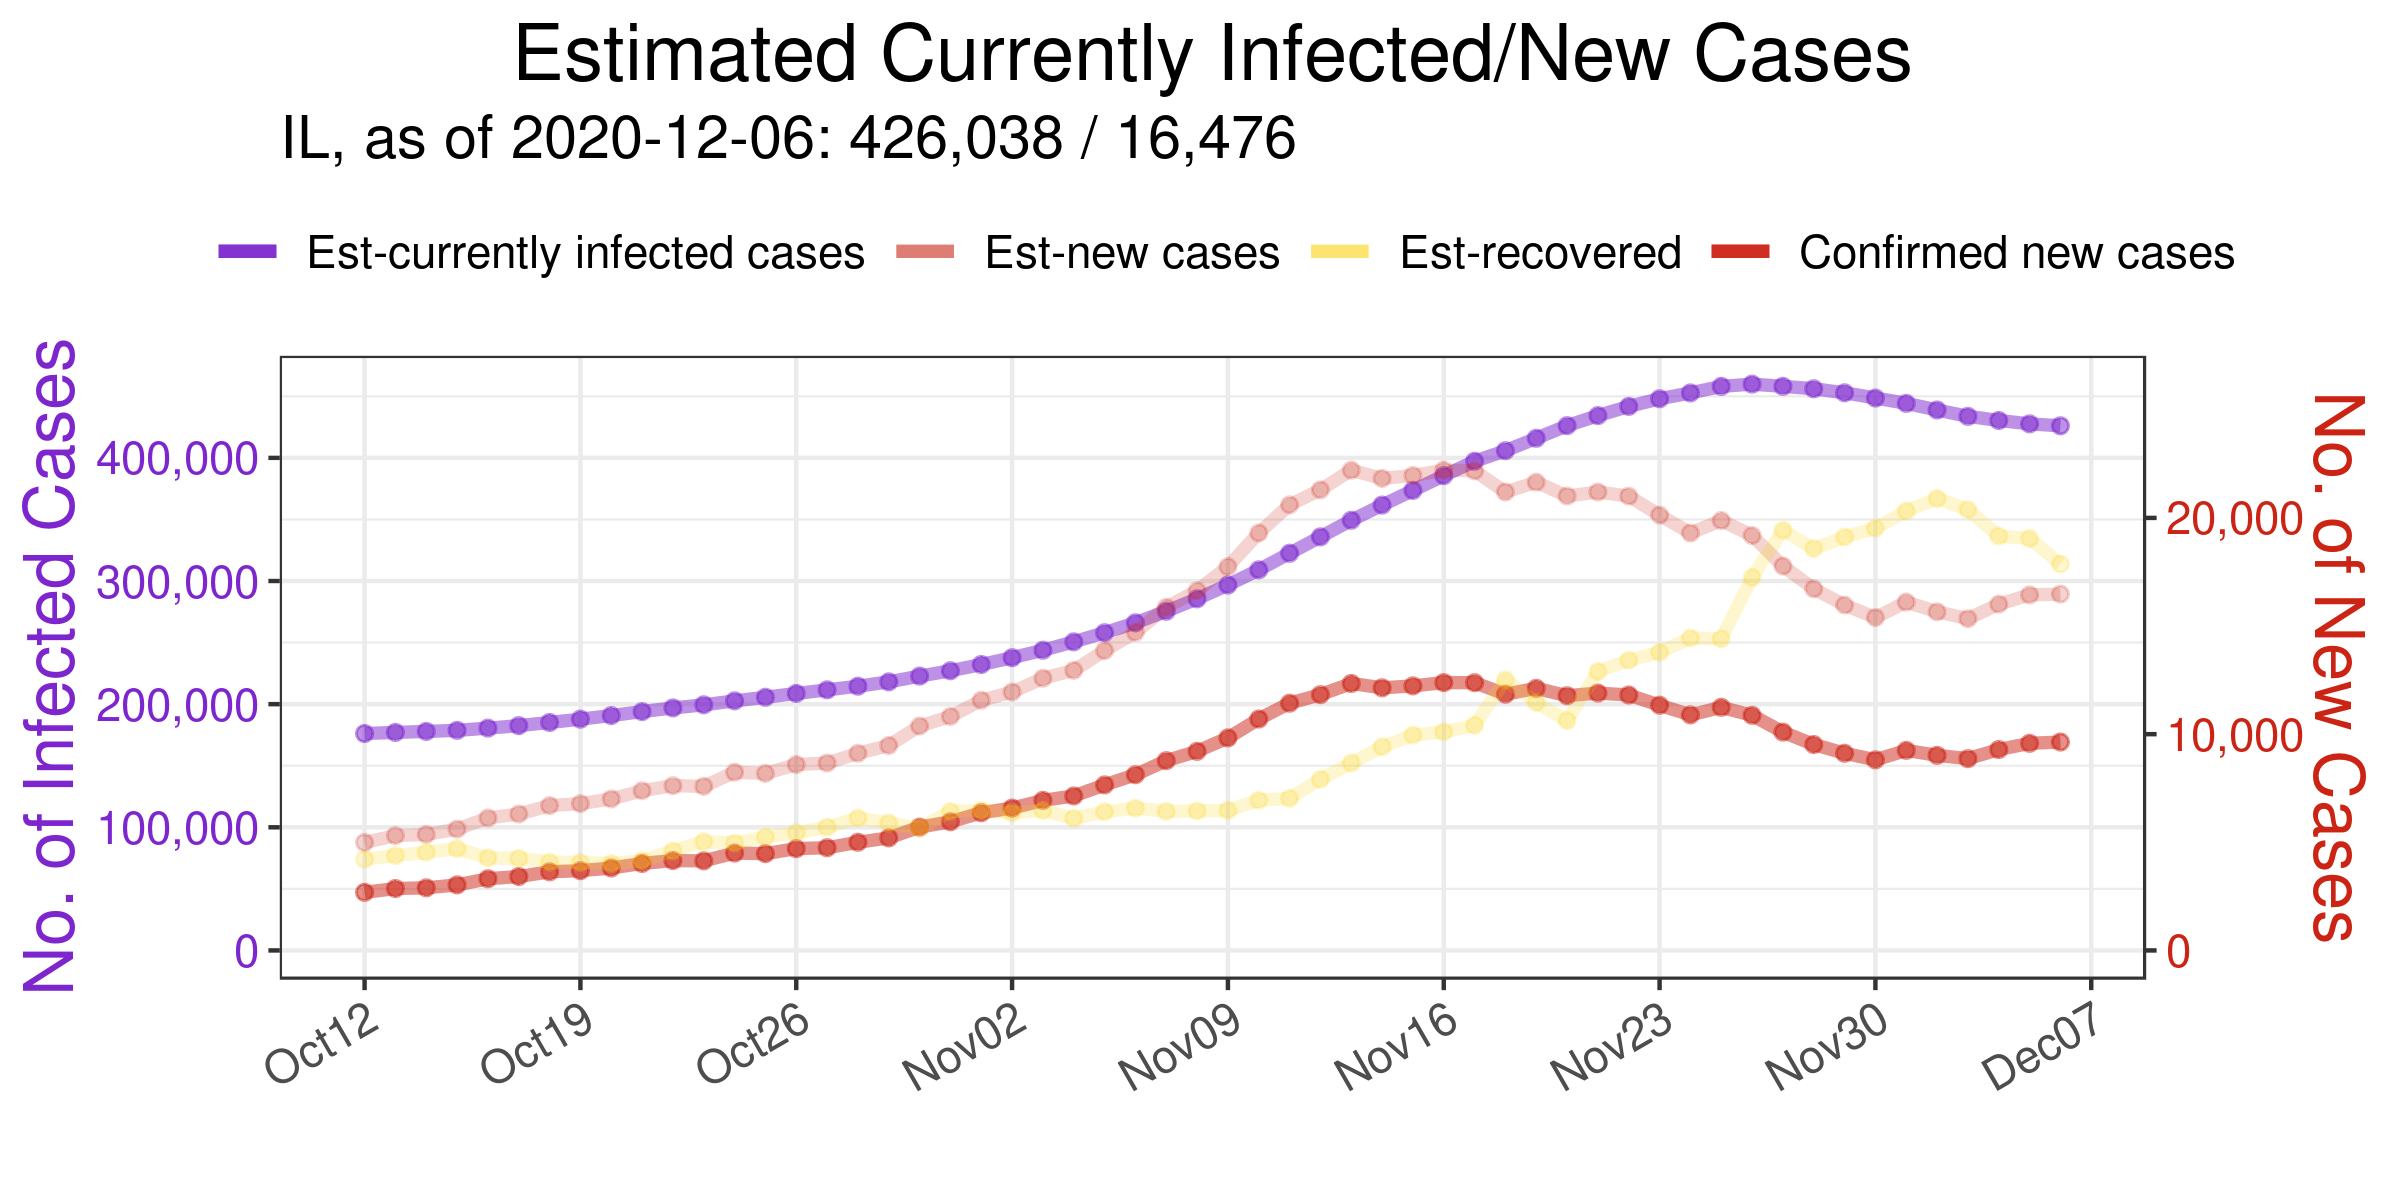 Estimated Currently Infected/New Cases
IL, as of 2020-12-06: 426,038 / 16,476
Est-currently infected cases Est-new cases Est-recovered Confirmed new cases
No. of Infected Cases
400,000
300,000
200,000
100,000
0
20,000
10,000
0
No. of New Cases
Oct12 Oct19 Oct26 Nov02 Nov09 Nov16 Nov23 Nov30 Dec07